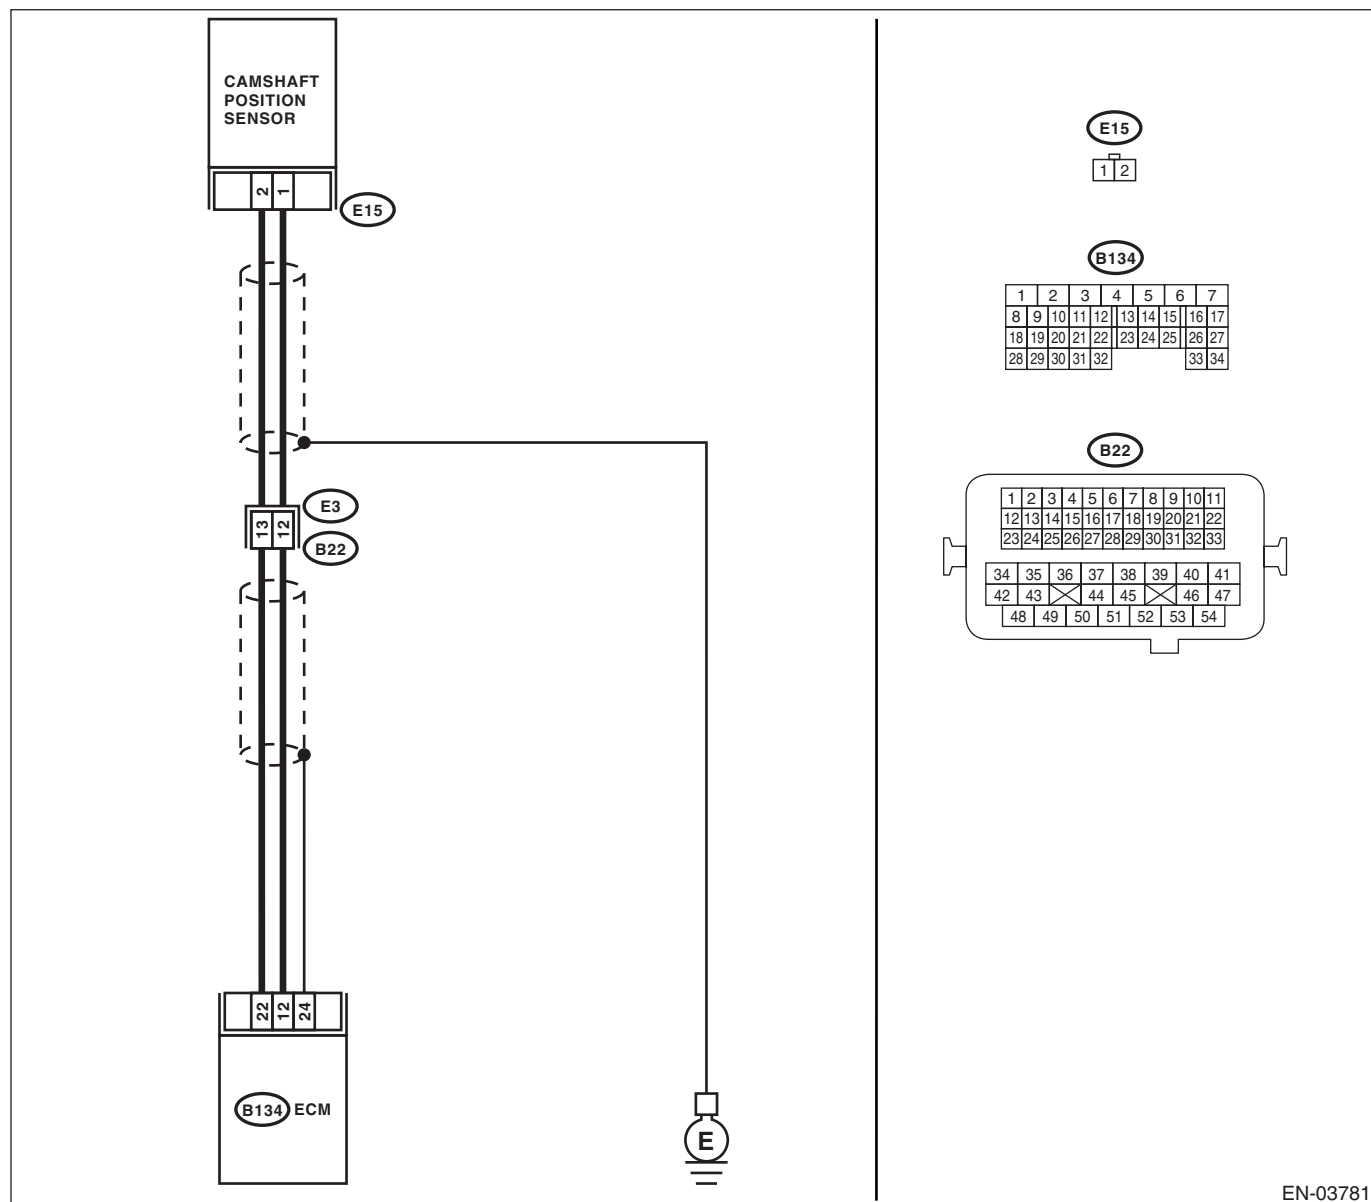 CAMSHAFT
POSITION
SENSOR
2 1
E15
E3
13 12
B22
22 12 24
B134 ECM
E
E15
1 2
B134
1 2 3 4 5 6 7
8 9 10 11 12 13 14 15 16 17
18 19 20 21 22 23 24 25 26 27
28 29 30 31 32 33 34
B22
1 2 3 4 5 6 7 8 9 10 11
12 13 14 15 16 17 18 19 20 21 22
23 24 25 26 27 28 29 30 31 32 33
34 35 36 37 38 39 40 41
42 43 44 45 46 47
48 49 50 51 52 53 54
EN-03781